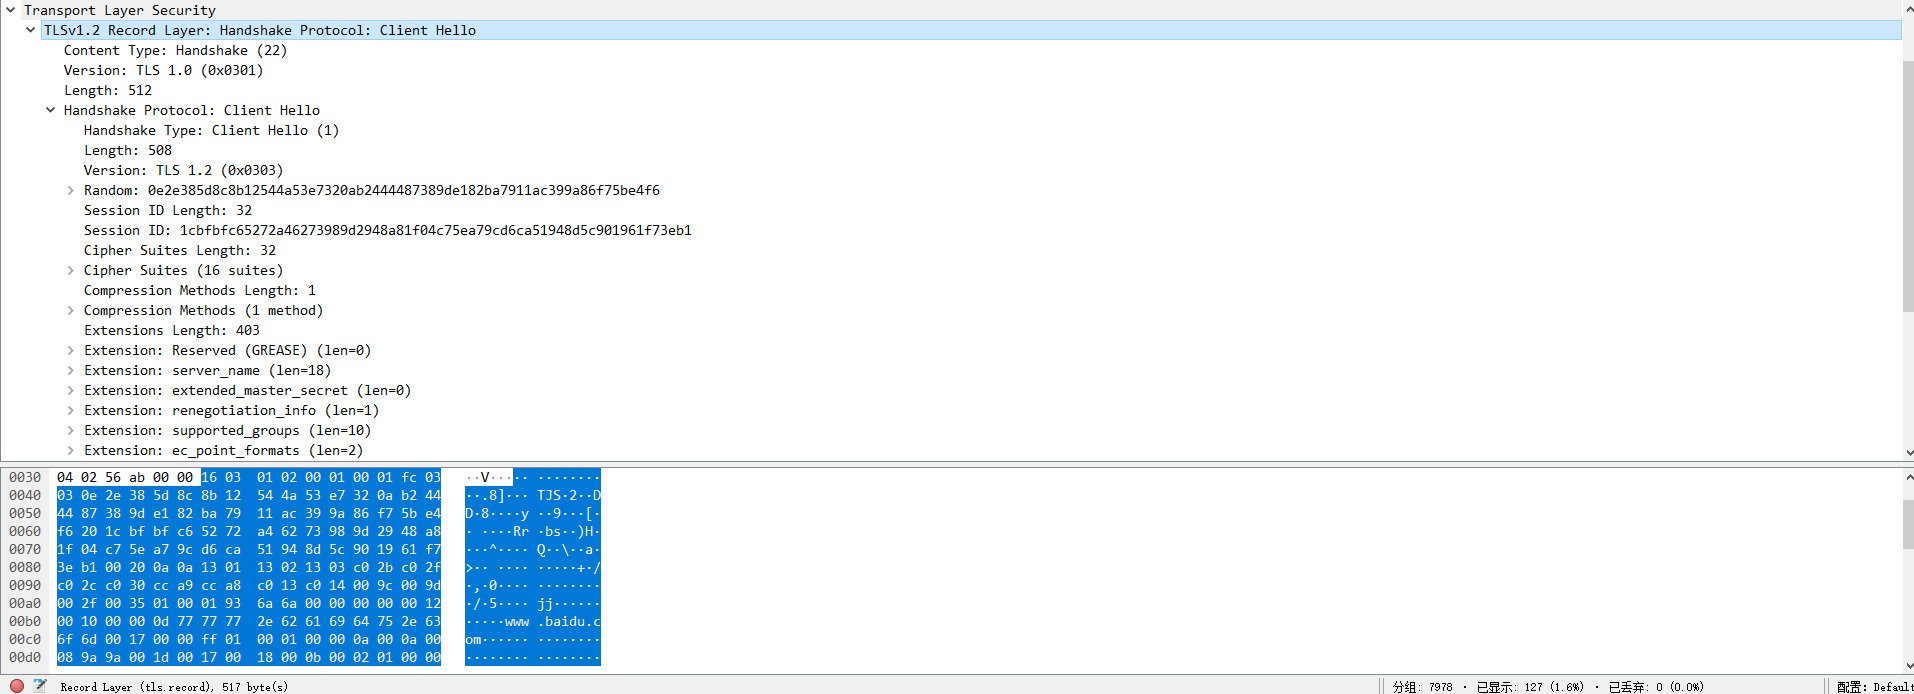 Transport Layer Security
TLSv1.2 Record Layer: Handshake Protocol: Client Hello
Content Type: Handshake (22)
Version: TLS 1.0 (0x0301)
Length: 512
Handshake Protocol: Client Hello
Handshake Type: Client Hello (1)
Length: 508
Version: TLS 1.2 (0x0303)
Random: 0e2e385d8c8b12544a53e7320ab2444487389de182ba7911ac399a86f75be4f6
Session ID Length: 32
Session ID: 1cbfbfc65272a46273989d2948a81f04c75ea79cd6ca51948d5c901961f73eb1
Cipher Suites Length: 32
Cipher Suites (16 suites)
Compression Methods Length: 1
Compression Methods (1 method)
Extensions Length: 403
Extension: Reserved (GREASE) (len=0)
Extension: server_name (len=18)
Extension: extended_master_secret (len=0)
Extension: renegotiation_info (len=1)
Extension: supported_groups (len=10)
Extension: ec_point_formats (len=2)
0030 04 02 56 ab 00 00 16 03 01 02 00 01 00 01 fc 03 ··V····· ········
0040 03 0e 2e 38 5d 8c 8b 12 54 4a 53 e7 32 0a b2 44 ··.8]··· TJS·2··D
0050 44 87 38 9d e1 82 ba 79 11 ac 39 9a 86 f7 5b e4 D·8····y ··9···[·
0060 f6 20 1c bf bf c6 52 72 a4 62 73 98 9d 29 48 a8 · ····Rr ·bs··)H·
0070 1f 04 c7 5e a7 9c d6 ca 51 94 8d 5c 90 19 61 f7 ···^···· Q··\··a·
0080 3e b1 00 20 0a 0a 13 01 13 02 13 03 c0 2b c0 2f >·· ···· ·····+·/
0090 c0 2c c0 30 cc a9 cc a8 c0 13 c0 14 00 9c 00 9d ·,·0···· ········
00a0 00 2f 00 35 01 00 01 93 6a 6a 00 00 00 00 00 12 ·/·5···· jj······
00b0 00 10 00 00 0d 77 77 77 2e 62 61 69 64 75 2e 63 ·····www .baidu.c
00c0 6f 6d 00 17 00 00 ff 01 00 01 00 00 0a 00 0a 00 om······ ········
00d0 08 9a 9a 00 1d 00 17 00 18 00 0b 00 02 01 00 00 ········ ········
Record Layer (tls.record), 517 byte(s) 分组: 7978 · 已显示: 127 (1.6%) · 已丢弃: 0 (0.0%) 配置: Default